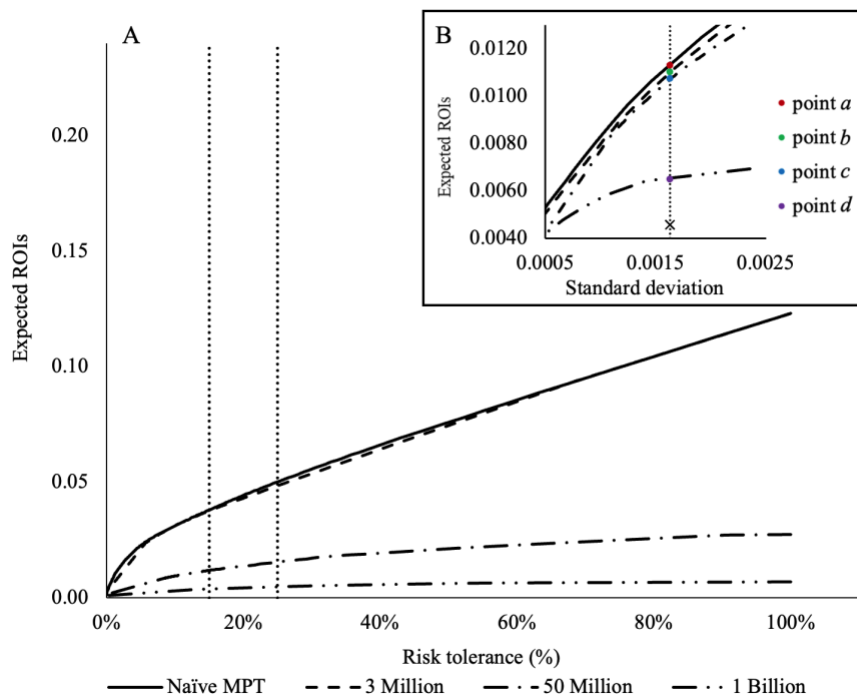 A
0.20
0.15
0.10
0.05
0.00
Expected ROIs
0%
20%
40%
60%
80%
100%
Risk tolerance (%)
B
0.0120
0.0100
0.0080
0.0060
0.0040
Expected ROIs
0.0005
0.0015
0.0025
Standard deviation
point a
point b
point c
point d
Naïve MPT
3 Million
50 Million
1 Billion